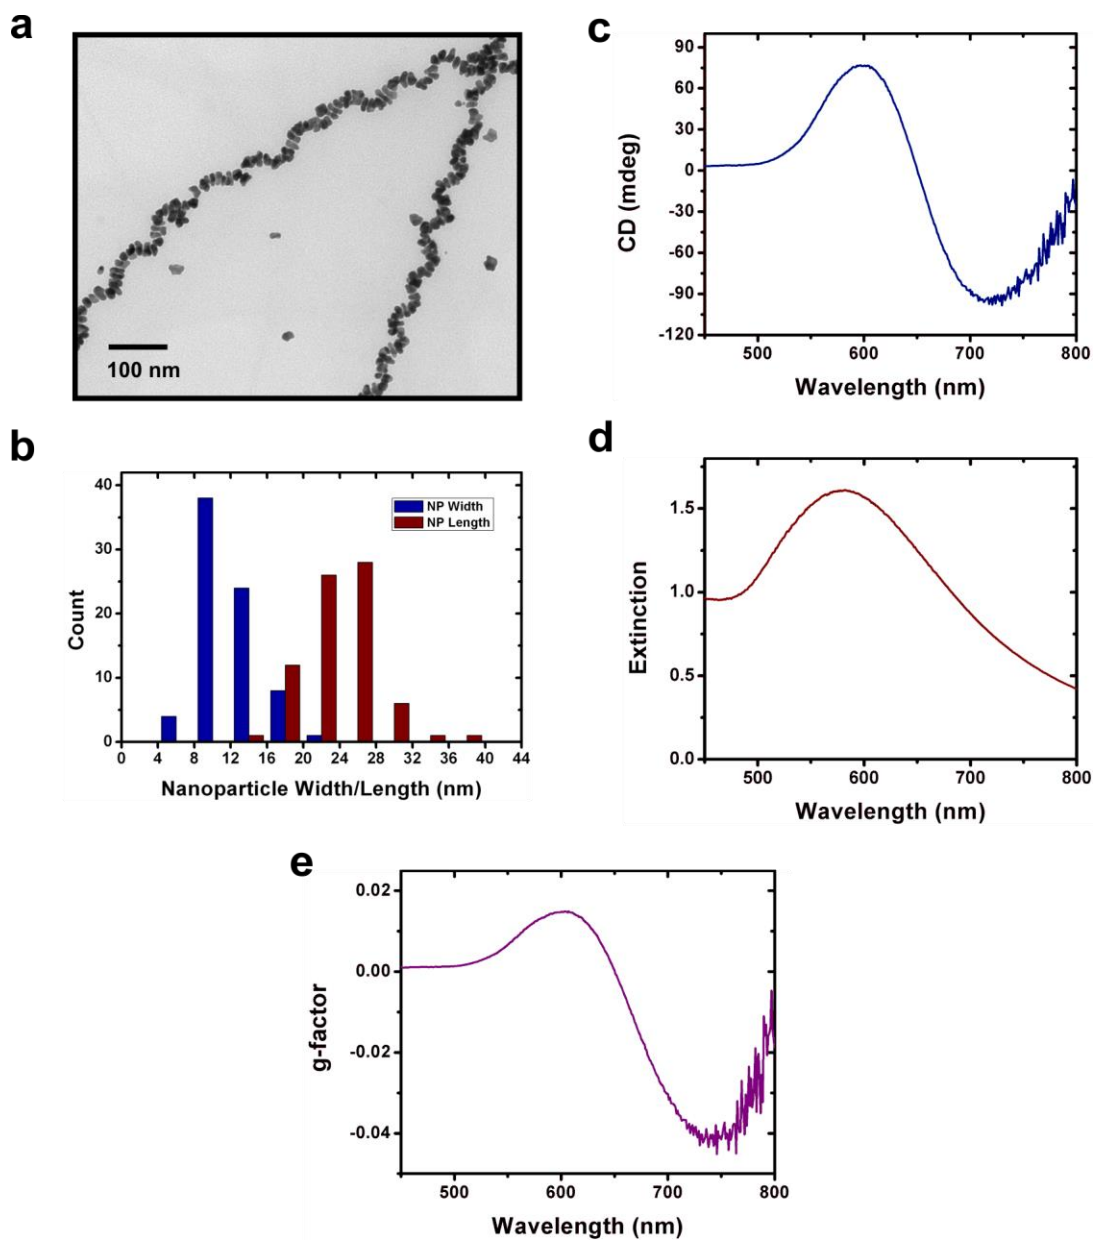 a
100 nm
b
40
30
20
10
0
NP Width
NP Length
Count
0 4 8 12 16 20 24 28 32 36 40 44
Nanoparticle Width/Length (nm)
c
90
60
30
0
-30
-60
-90
-120
CD (mdeg)
500 600 700 800
Wavelength (nm)
d
1.5
1.0
0.5
0.0
Extinction
500 600 700 800
Wavelength (nm)
e
0.02
0.00
-0.02
-0.04
g-factor
500 600 700 800
Wavelength (nm)